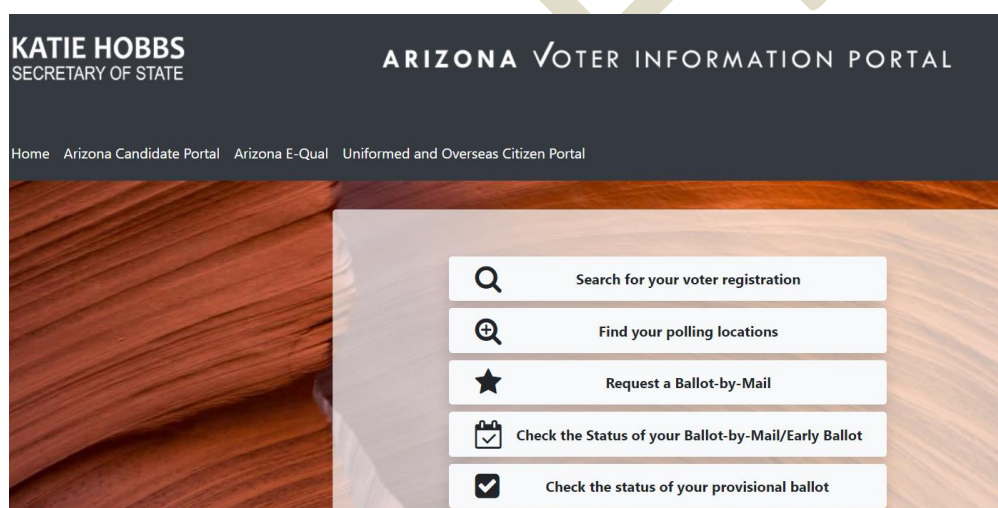 KATIE HOBBS
SECRETARY OF STATE
ARIZONA VOTER INFORMATION PORTAL
Home Arizona Candidate Portal Arizona E-Qual Uniformed and Overseas Citizen Portal
Search for your voter registration
Find your polling locations
Request a Ballot-by-Mail
Check the Status of your Ballot-by-Mail/Early Ballot
Check the status of your provisional ballot